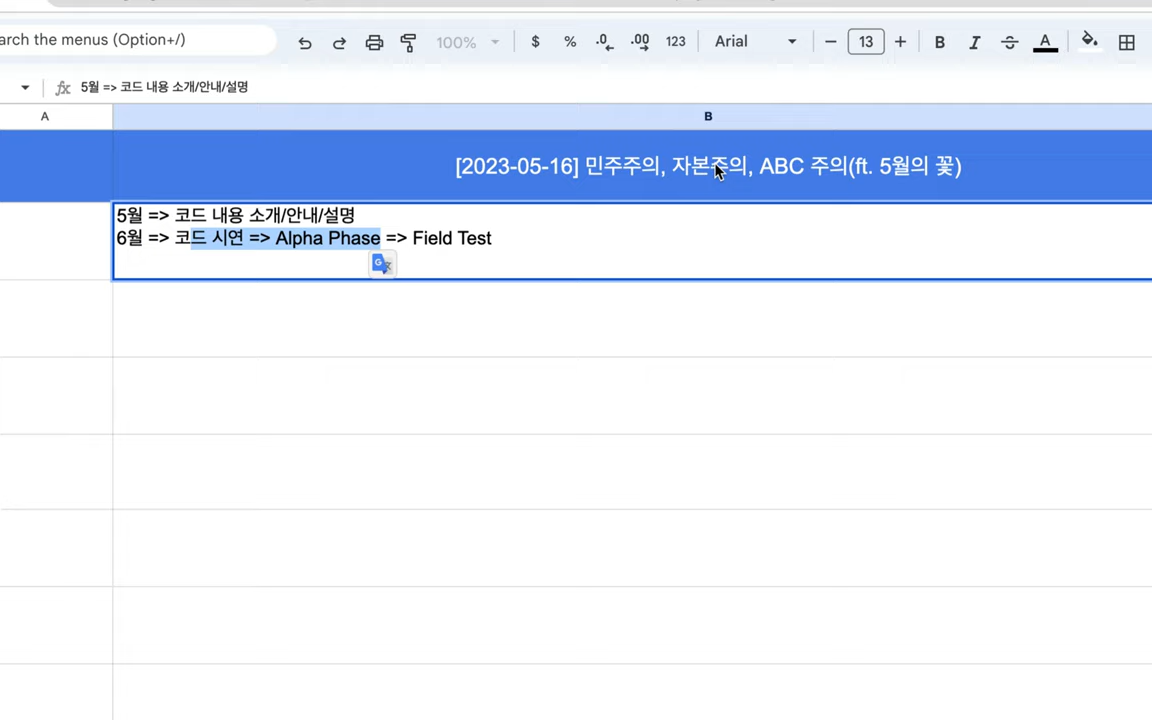 arch the menus (Option+/)
100%
$ % .0 .00 123
Arial
13
B I S A
fx 5월 => 코드 내용 소개/안내/설명
A B
[2023-05-16] 민주주의, 자본주의, ABC 주의(ft. 5월의 꽃)
5월 => 코드 내용 소개/안내/설명
6월 => 코드 시연 => Alpha Phase => Field Test